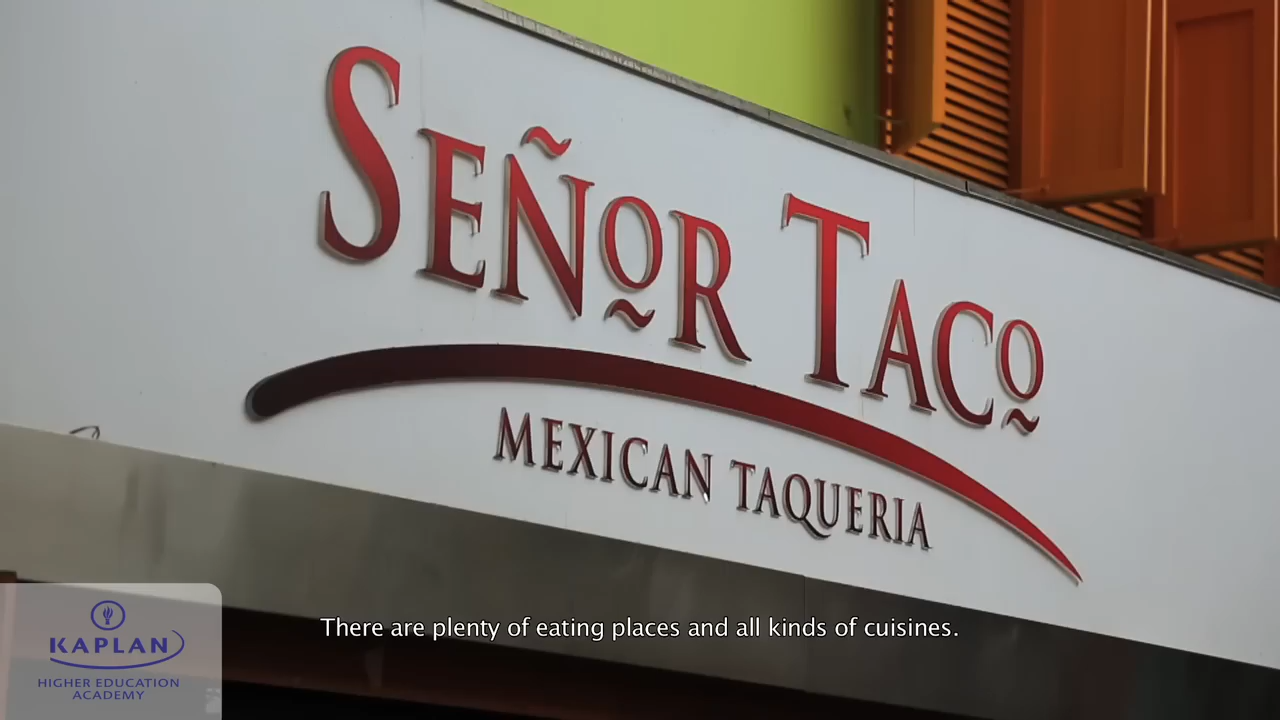 SEÑOR TACO
MEXICAN TAQUERIA
There are plenty of eating places and all kinds of cuisines.
KAPLAN
HIGHER EDUCATION
ACADEMY